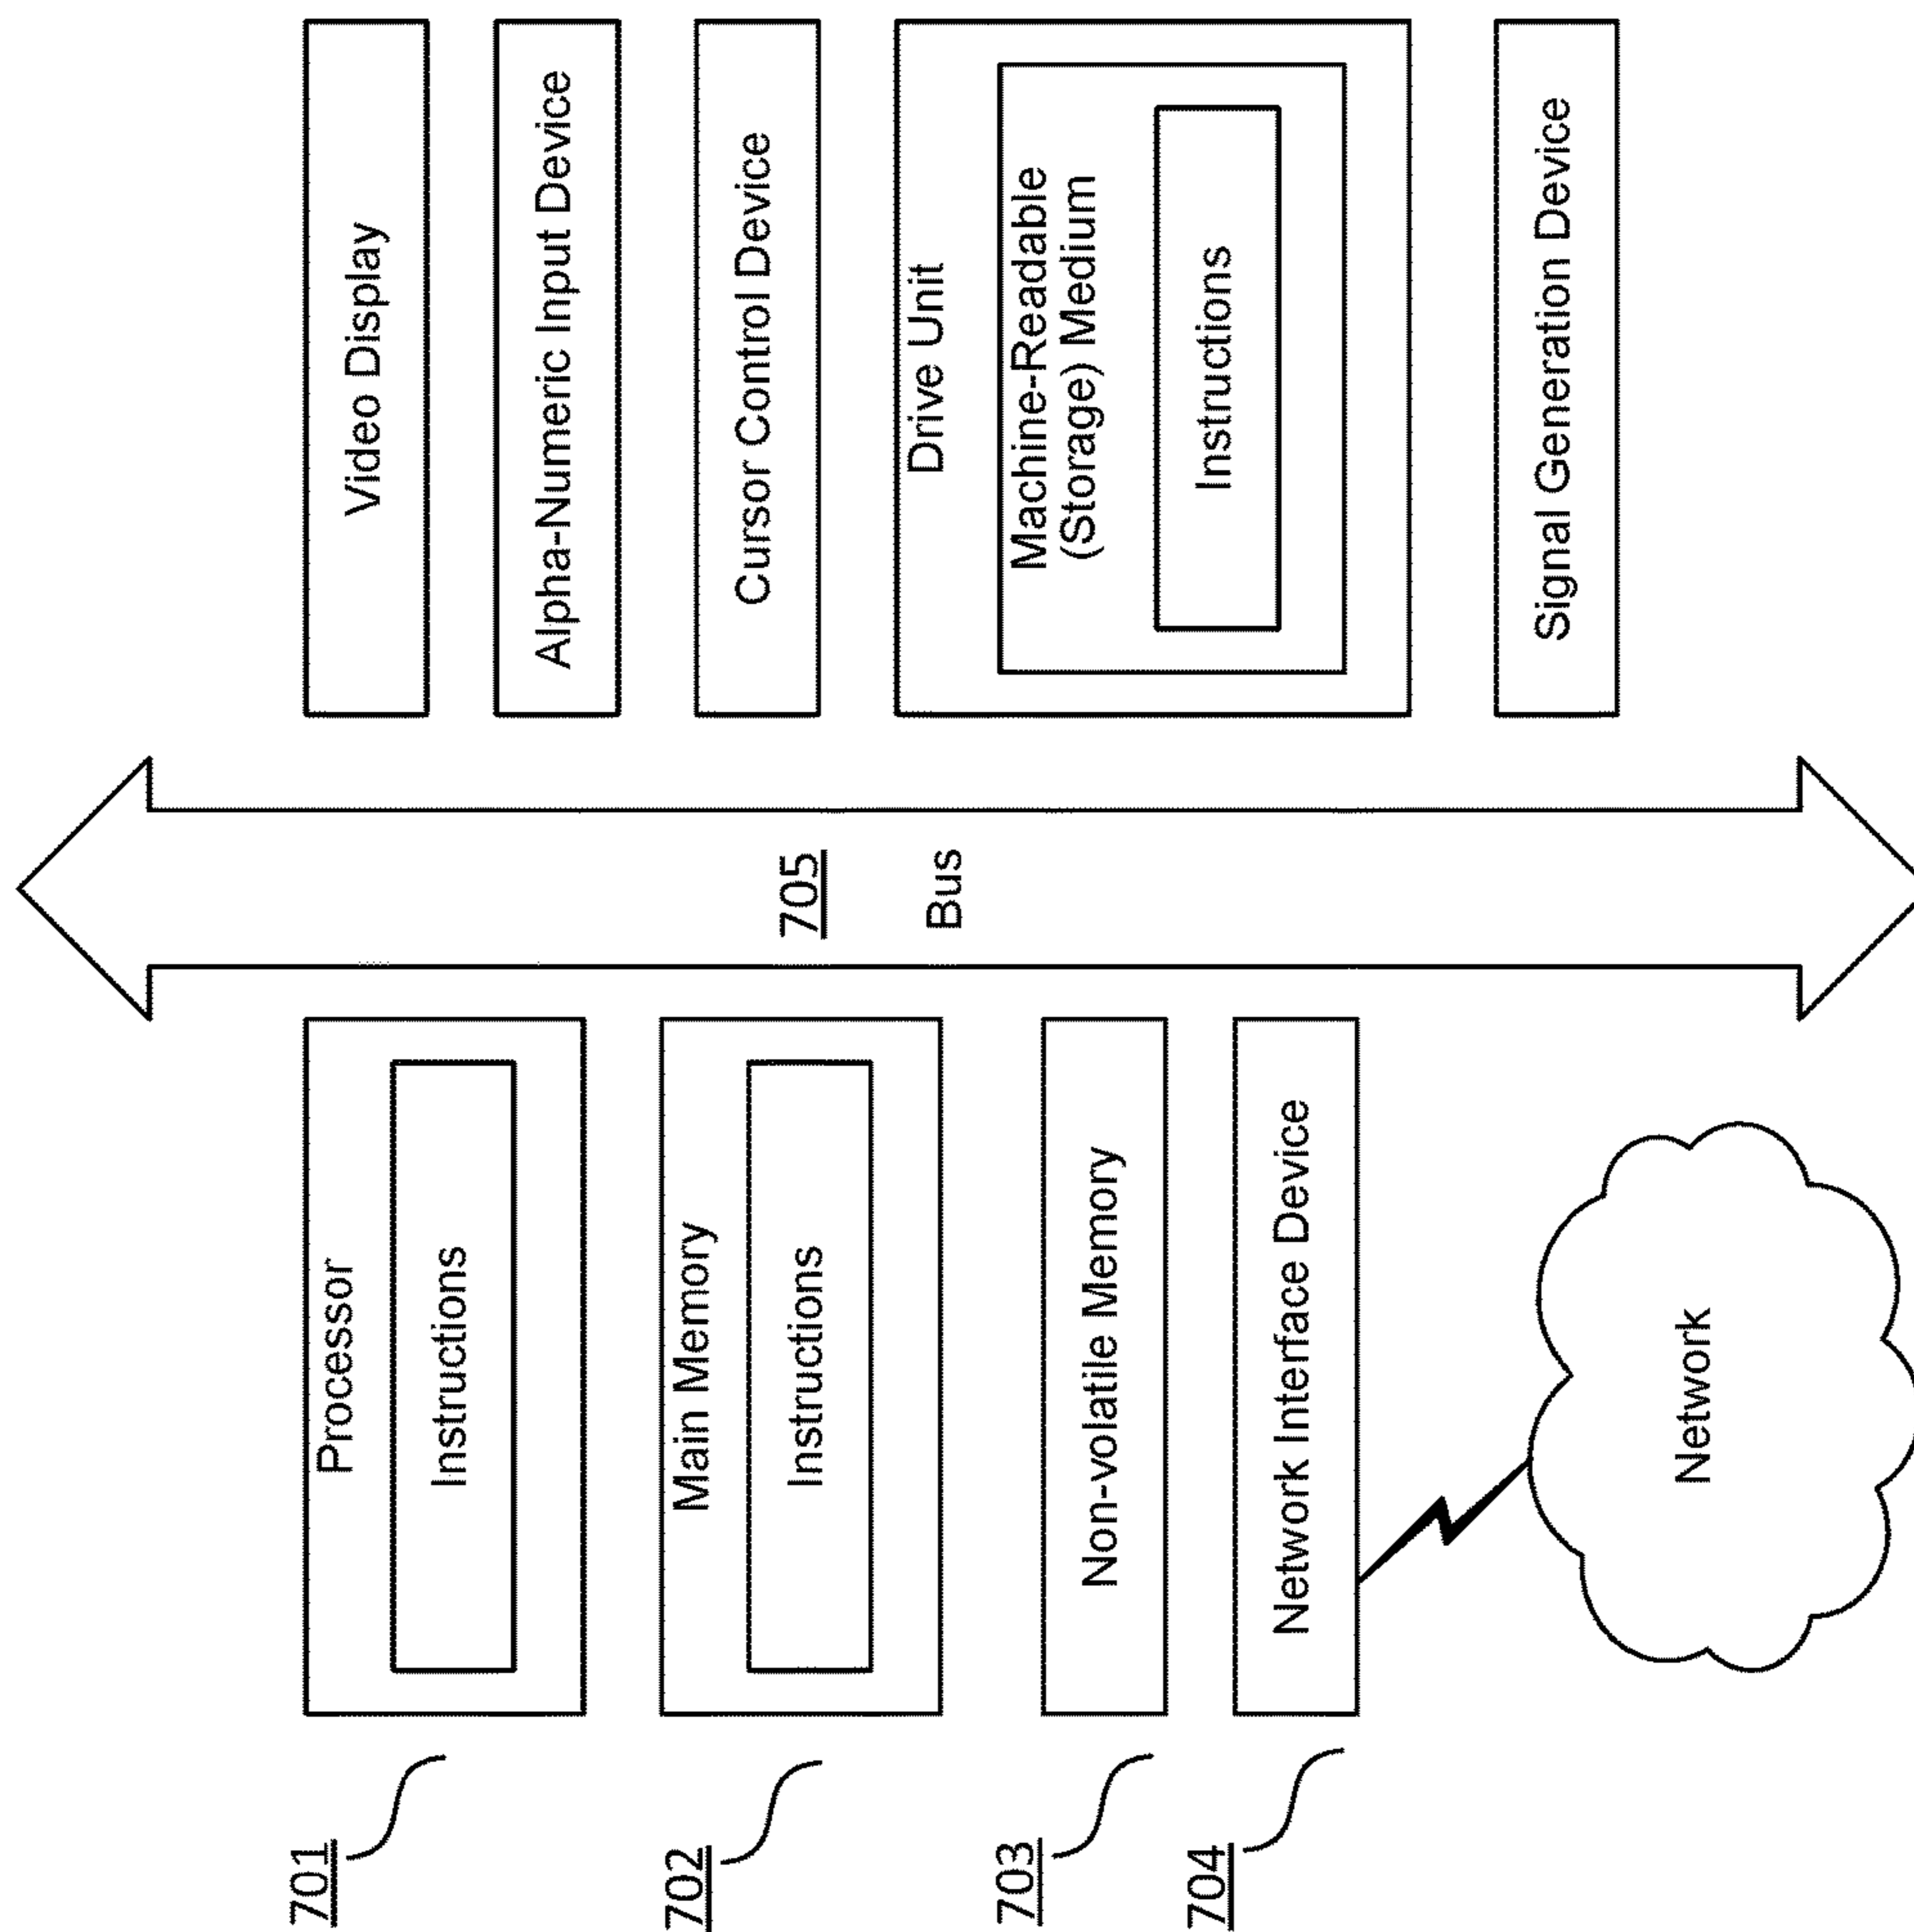 701
Processor
Instructions
702
Main Memory
Instructions
703
Non-volatile Memory
704
Network Interface Device
Network
705
Bus
Video Display
Alpha-Numeric Input Device
Cursor Control Device
Drive Unit
Machine-Readable
(Storage) Medium
Instructions
Signal Generation Device